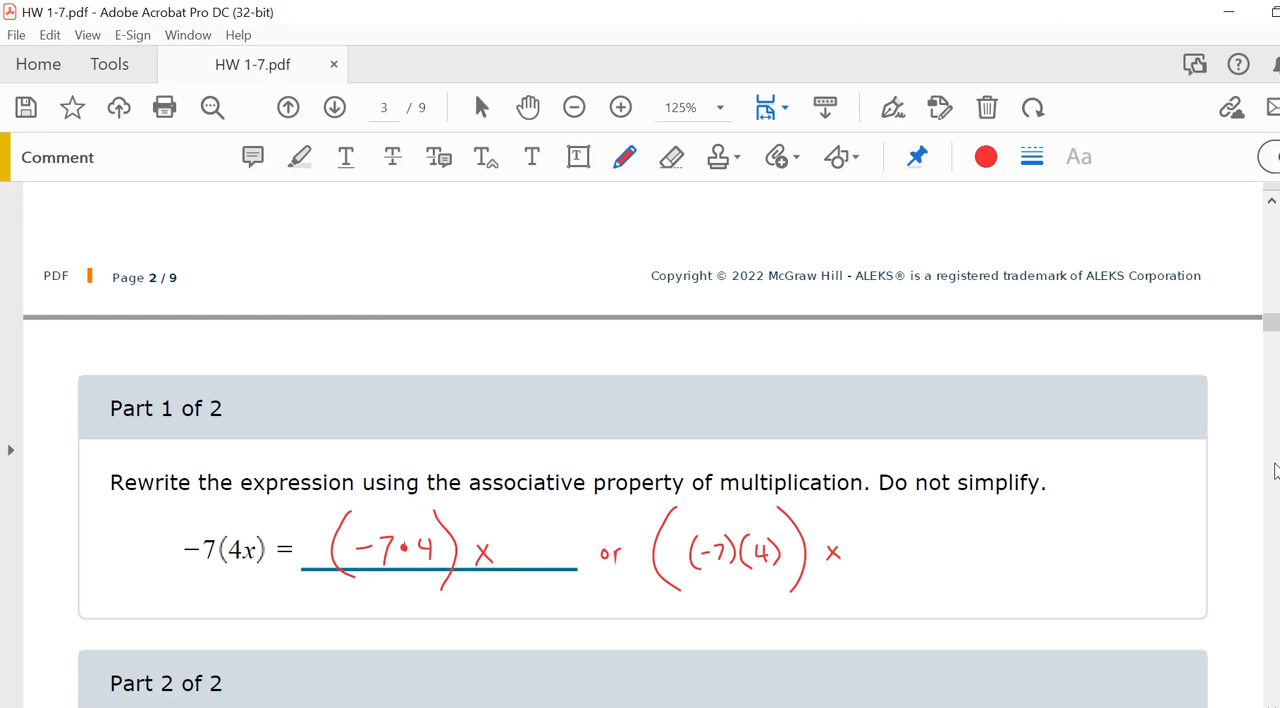 HW 1-7.pdf - Adobe Acrobat Pro DC (32-bit)
File Edit View E-Sign Window Help
Home Tools HW 1-7.pdf ×
3 / 9 125%
Comment T T T T T T Aa
PDF Page 2 / 9 Copyright © 2022 McGraw Hill - ALEKS® is a registered trademark of ALEKS Corporation
Part 1 of 2
Rewrite the expression using the associative property of multiplication. Do not simplify.
−7(4x) = (-7•4) x or ((-7)(4)) x
Part 2 of 2